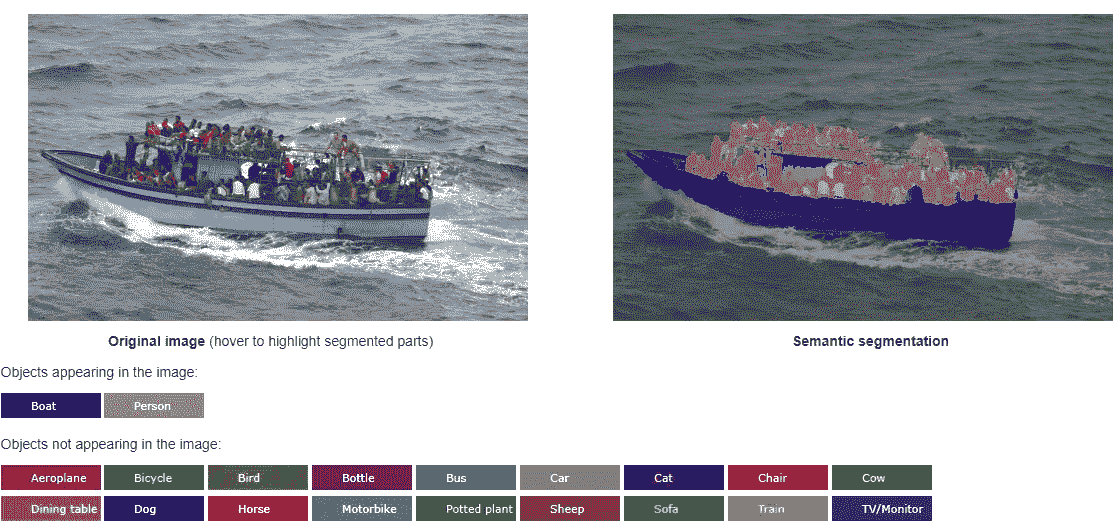 Original image (hover to highlight segmented parts)
Semantic segmentation
Objects appearing in the image:
Boat Person
Objects not appearing in the image:
Aeroplane Bicycle Bird Bottle Bus Car Cat Chair Cow
Dining table Dog Horse Motorbike Potted plant Sheep Sofa Train TV/Monitor